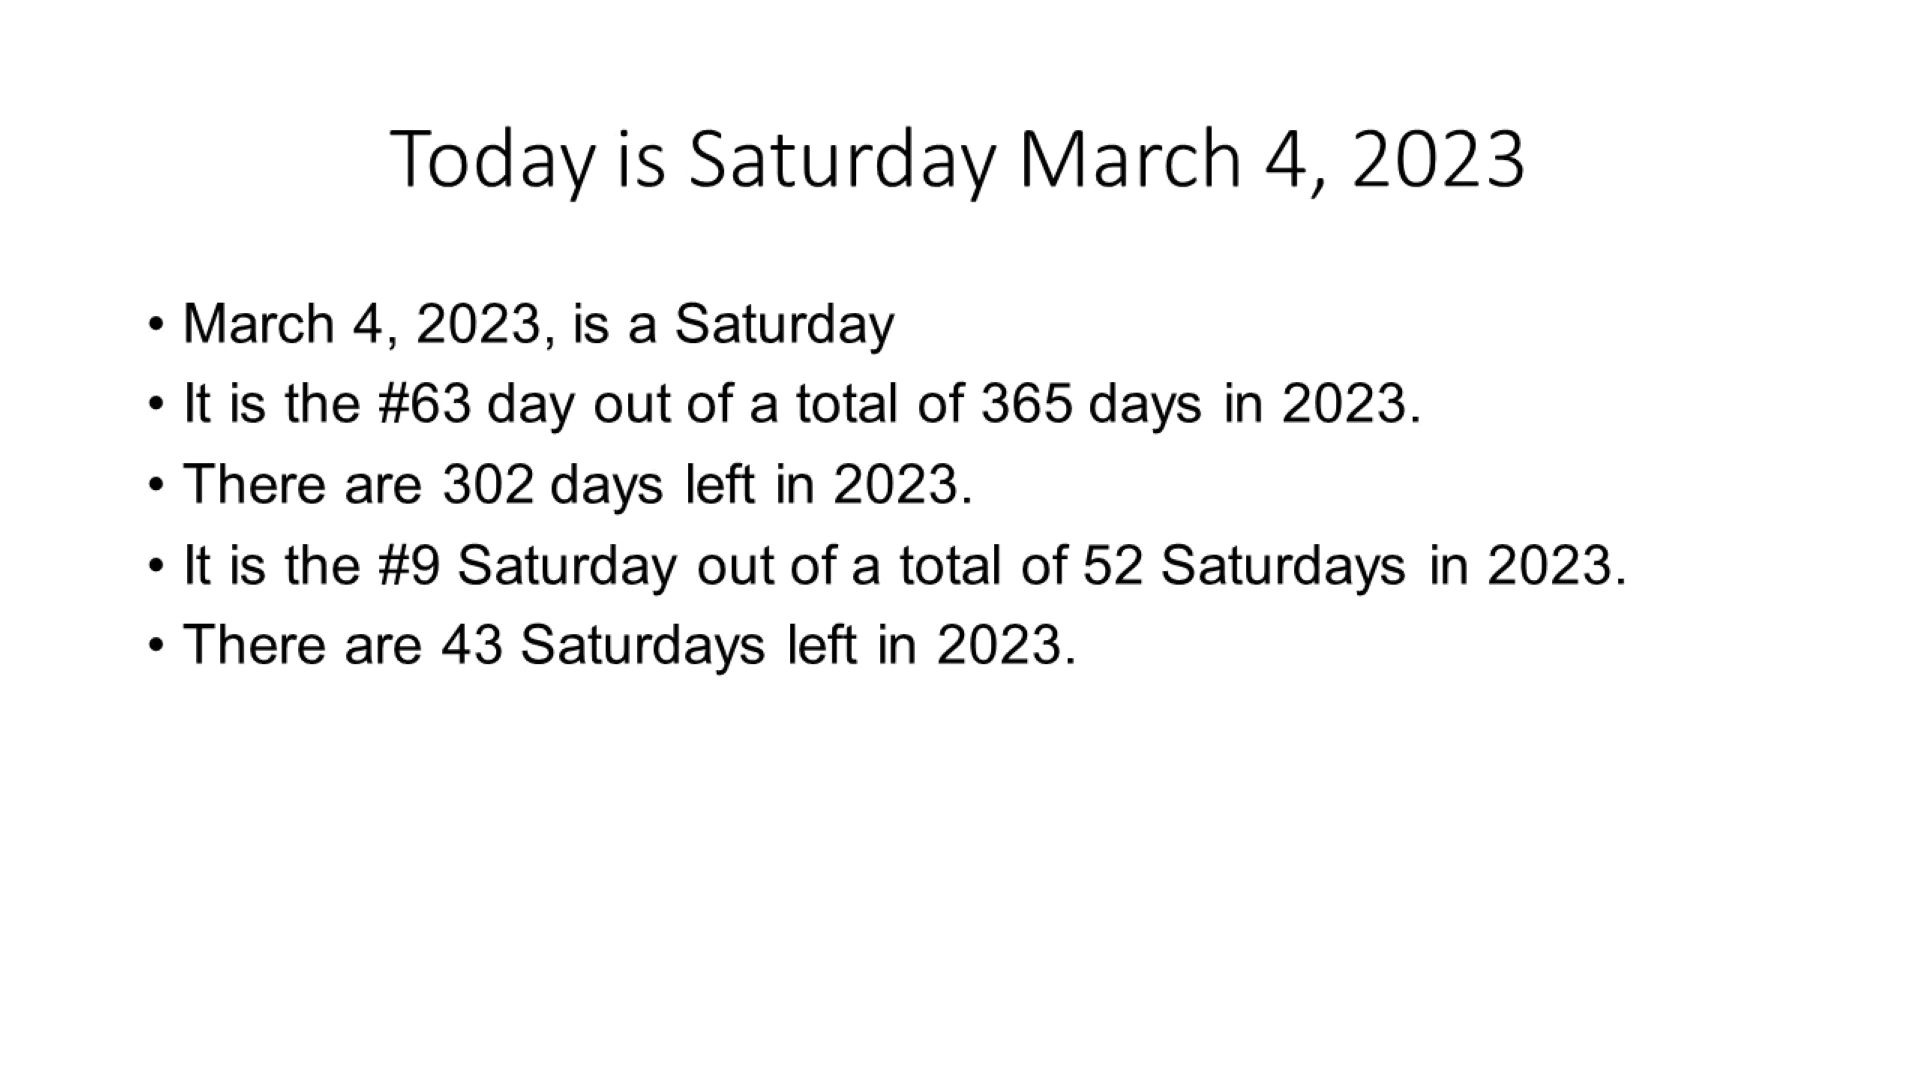 Today is Saturday March 4, 2023
• March 4, 2023, is a Saturday
• It is the #63 day out of a total of 365 days in 2023.
• There are 302 days left in 2023.
• It is the #9 Saturday out of a total of 52 Saturdays in 2023.
• There are 43 Saturdays left in 2023.